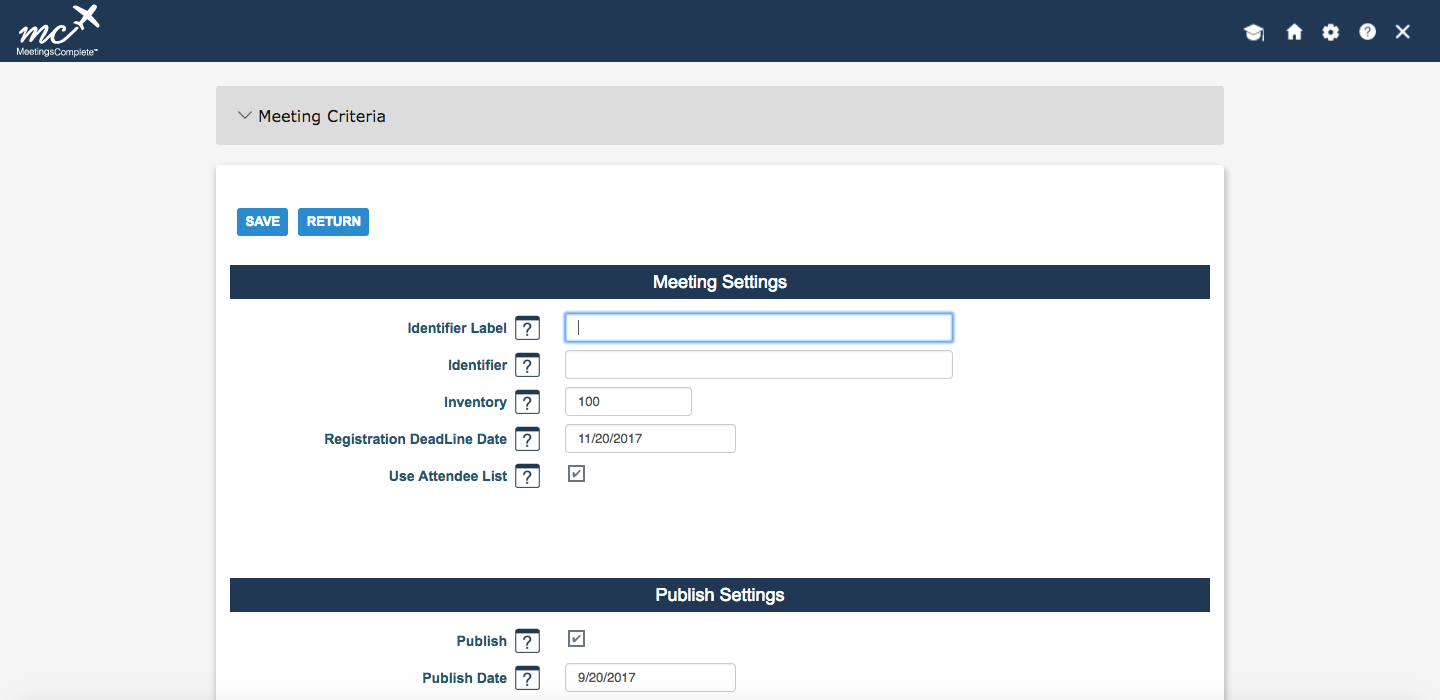 mc
MeetingsComplete™
Meeting Criteria
SAVE RETURN
Meeting Settings
Identifier Label ?
Identifier ?
Inventory ? 100
Registration DeadLine Date ? 11/20/2017
Use Attendee List ?
Publish Settings
Publish ?
Publish Date ? 9/20/2017